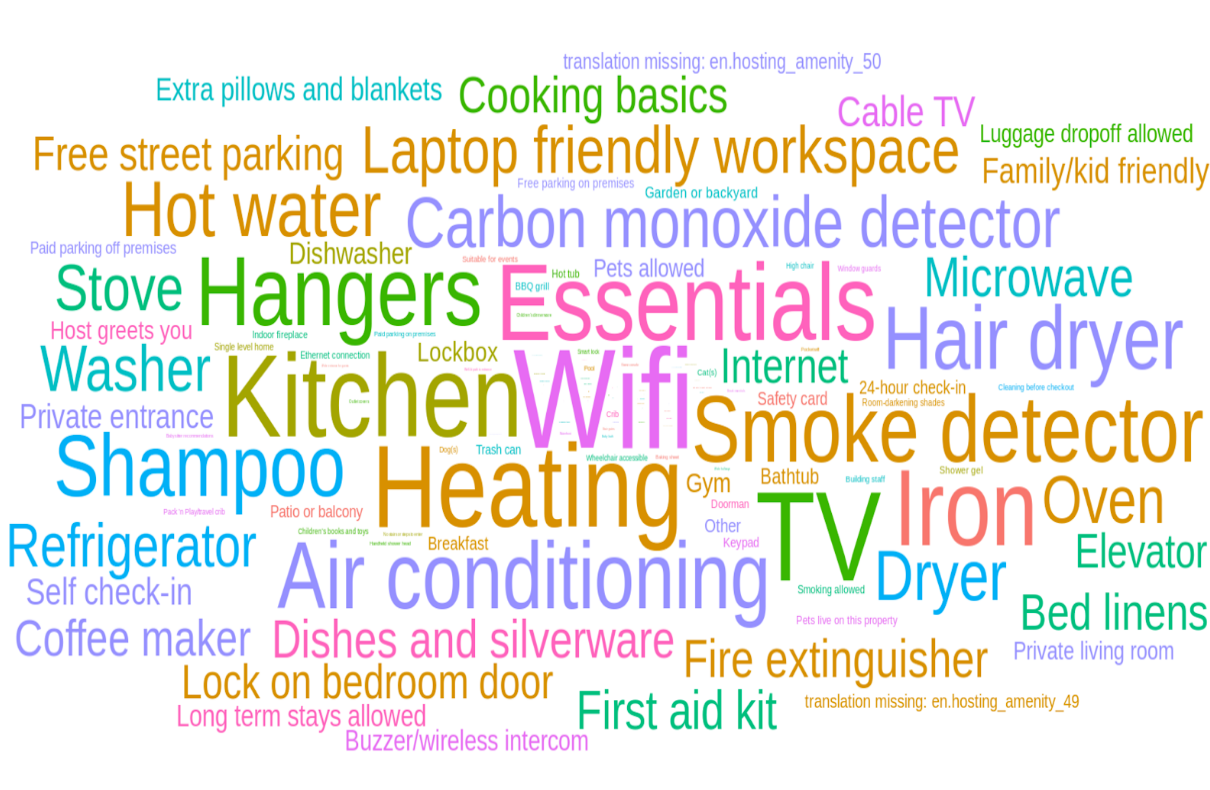 translation missing: en.hosting_amenity_50
Extra pillows and blankets
Cooking basics
Cable TV
Luggage dropoff allowed
Free street parking
Laptop friendly workspace
Family/kid friendly
Free parking on premises
Garden or backyard
Hot water
Carbon monoxide detector
Paid parking off premises
Dishwasher
Suitable for events
Hot tub
Pets allowed
High chair
Window guards
Microwave
Stove
Hangers
BBQ grill
Essentials
Host greets you
Indoor fireplace
Paid parking on premises
Hair dryer
Single level home
Ethernet connection
Lockbox
Smart lock
Internet
Washer
Kitchen
Wifi
Pool
Cat(s)
24-hour check-in
Cleaning before checkout
Safety card
Room-darkening shades
Private entrance
Crib
Smoke detector
Shampoo
Heating
Dog(s)
Trash can
Wheelchair accessible
Gym
Bathtub
Building staff
Shower gel
Iron
Oven
Pack 'n Play/travel crib
Patio or balcony
Doorman
TV
Other
Keypad
Refrigerator
Children's books and toys
Breakfast
Elevator
Air conditioning
Dryer
Self check-in
Smoking allowed
Bed linens
Pets live on this property
Coffee maker
Dishes and silverware
Fire extinguisher
Private living room
Lock on bedroom door
First aid kit
translation missing: en.hosting_amenity_49
Long term stays allowed
Buzzer/wireless intercom